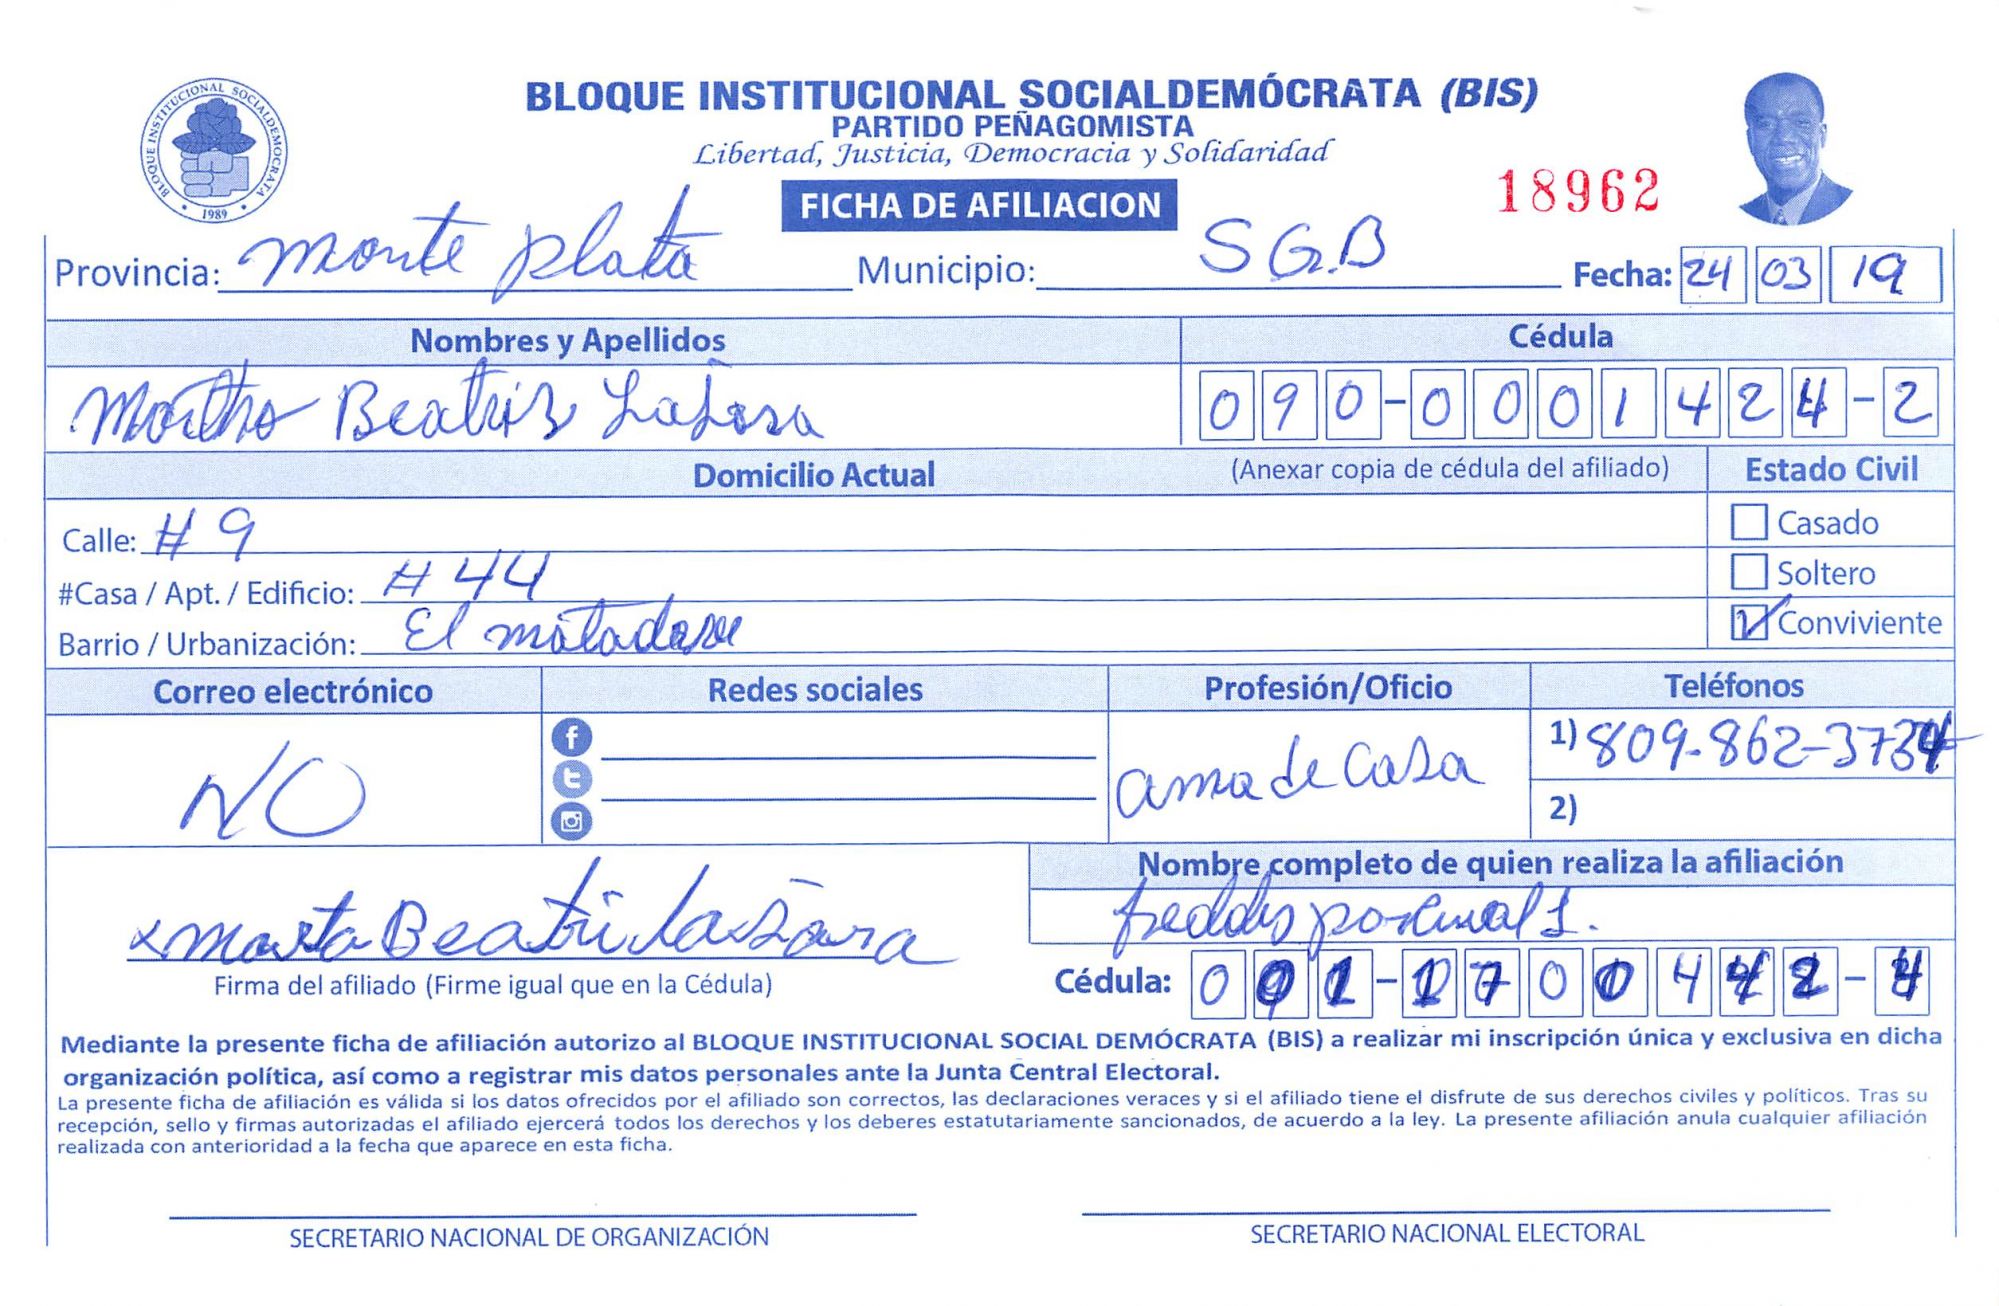 BLOQUE INSTITUCIONAL SOCIALDEMOCRATA
1989
BLOQUE INSTITUCIONAL SOCIALDEMÓCRATA (BIS)
PARTIDO PEÑAGOMISTA
Libertad, Justicia, Democracia y Solidaridad
FICHA DE AFILIACION
18962
Provincia: Monte plata Municipio: S G.B Fecha: 24 03 19
Nombres y Apellidos Cédula
Beatriz 090-0001424-2
Domicilio Actual (Anexar copia de cédula del afiliado) Estado Civil
Calle: # 9 Casado
#Casa / Apt. / Edificio: # 44 Soltero
Barrio / Urbanización: El Conviviente
Correo electrónico Redes sociales Profesión/Oficio Teléfonos
NO ama de Casa 1) 809-862-3734
2)
Nombre completo de quien realiza la afiliación
x Marta Beatri
Firma del afiliado (Firme igual que en la Cédula) Cédula:
Mediante la presente ficha de afiliación autorizo al BLOQUE INSTITUCIONAL SOCIAL DEMÓCRATA (BIS) a realizar mi inscripción única y exclusiva en dicha
organización política, así como a registrar mis datos personales ante la Junta Central Electoral.
La presente ficha de afiliación es válida si los datos ofrecidos por el afiliado son correctos, las declaraciones veraces y si el afiliado tiene el disfrute de sus derechos civiles y políticos. Tras su
recepción, sello y firmas autorizadas el afiliado ejercerá todos los derechos y los deberes estatutariamente sancionados, de acuerdo a la ley. La presente afiliación anula cualquier afiliación
realizada con anterioridad a la fecha que aparece en esta ficha.
SECRETARIO NACIONAL DE ORGANIZACIÓN SECRETARIO NACIONAL ELECTORAL